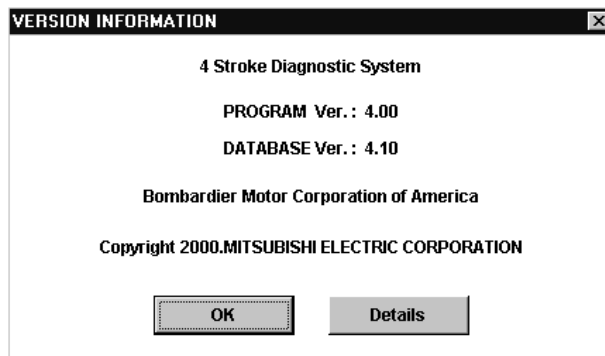 VERSION INFORMATION
4 Stroke Diagnostic System
PROGRAM Ver. : 4.00
DATABASE Ver. : 4.10
Bombardier Motor Corporation of America
Copyright 2000.MITSUBISHI ELECTRIC CORPORATION
OK Details